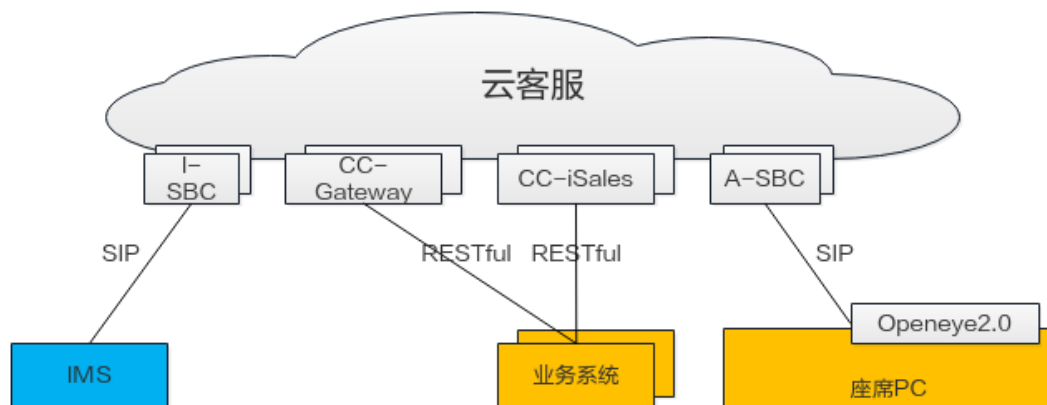 云客服
I-
SBC
CC-
Gateway
CC-iSales
A-SBC
SIP
RESTful
RESTful
SIP
Openeye2.0
IMS
业务系统
座席PC